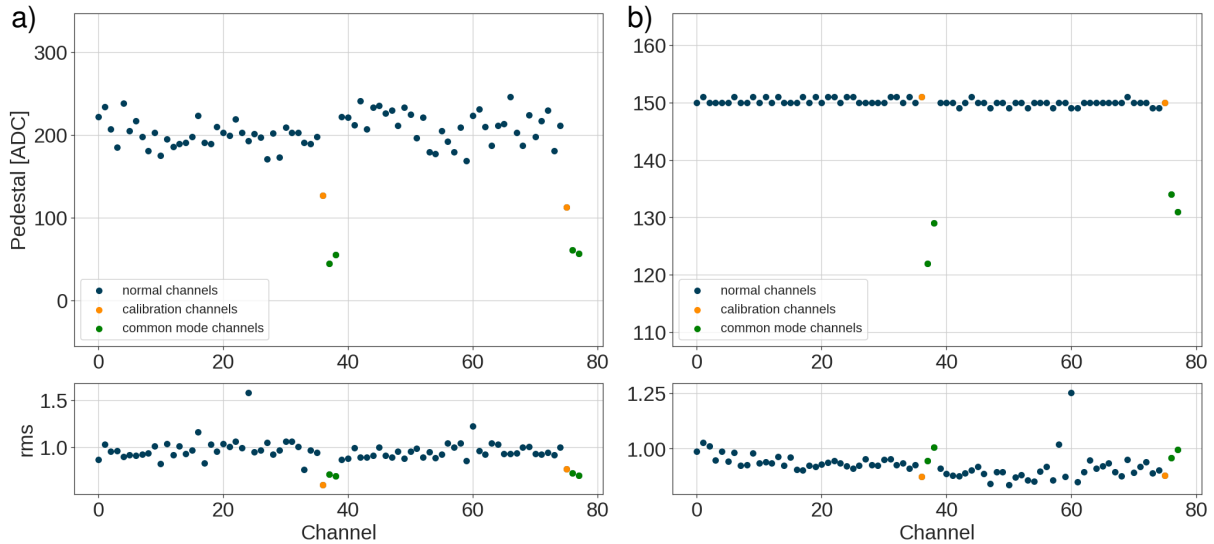 a)
Pedestal [ADC]
300
200
100
0
normal channels
calibration channels
common mode channels
0 20 40 60 80
rms
1.5
1.0
0 20 40 60 80
Channel
b)
160
150
140
130
120
110
normal channels
calibration channels
common mode channels
0 20 40 60 80
1.25
1.00
0 20 40 60 80
Channel